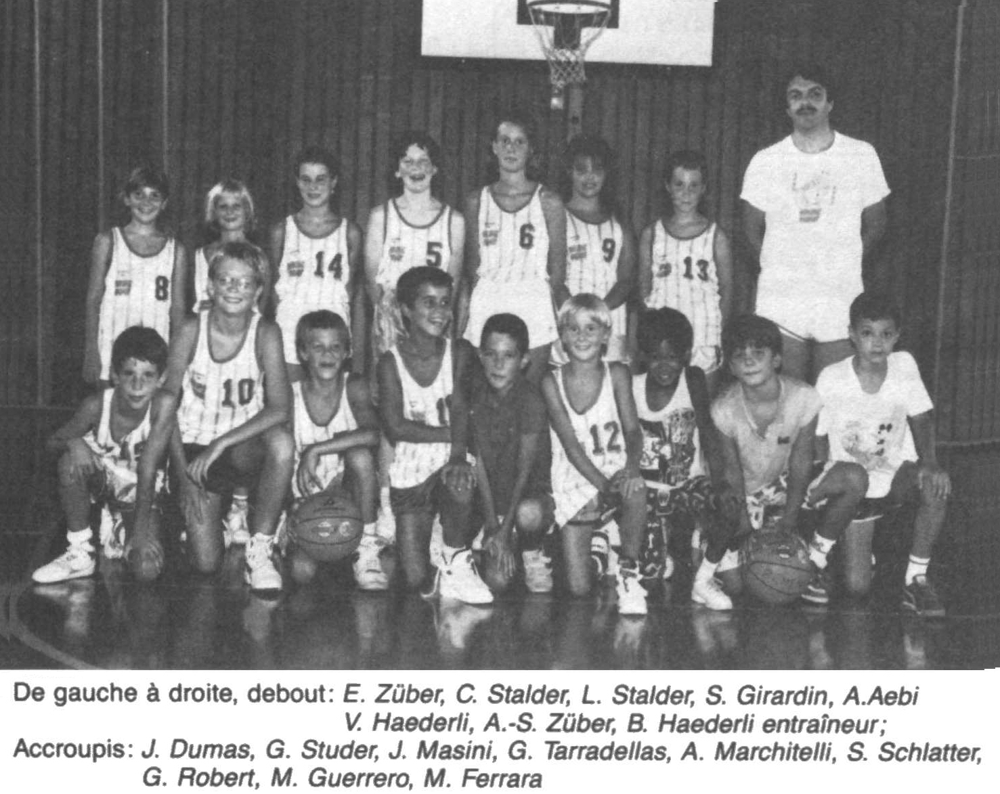 8
14
5
6
9
13
10
12
De gauche à droite, debout: E. Züber, C. Stalder, L. Stalder, S. Girardin, A.Aebi
V. Haederli, A.-S. Züber, B. Haederli entraîneur;
Accroupis: J. Dumas, G. Studer, J. Masini, G. Tarradellas, A. Marchitelli, S. Schlatter,
G. Robert, M. Guerrero, M. Ferrara